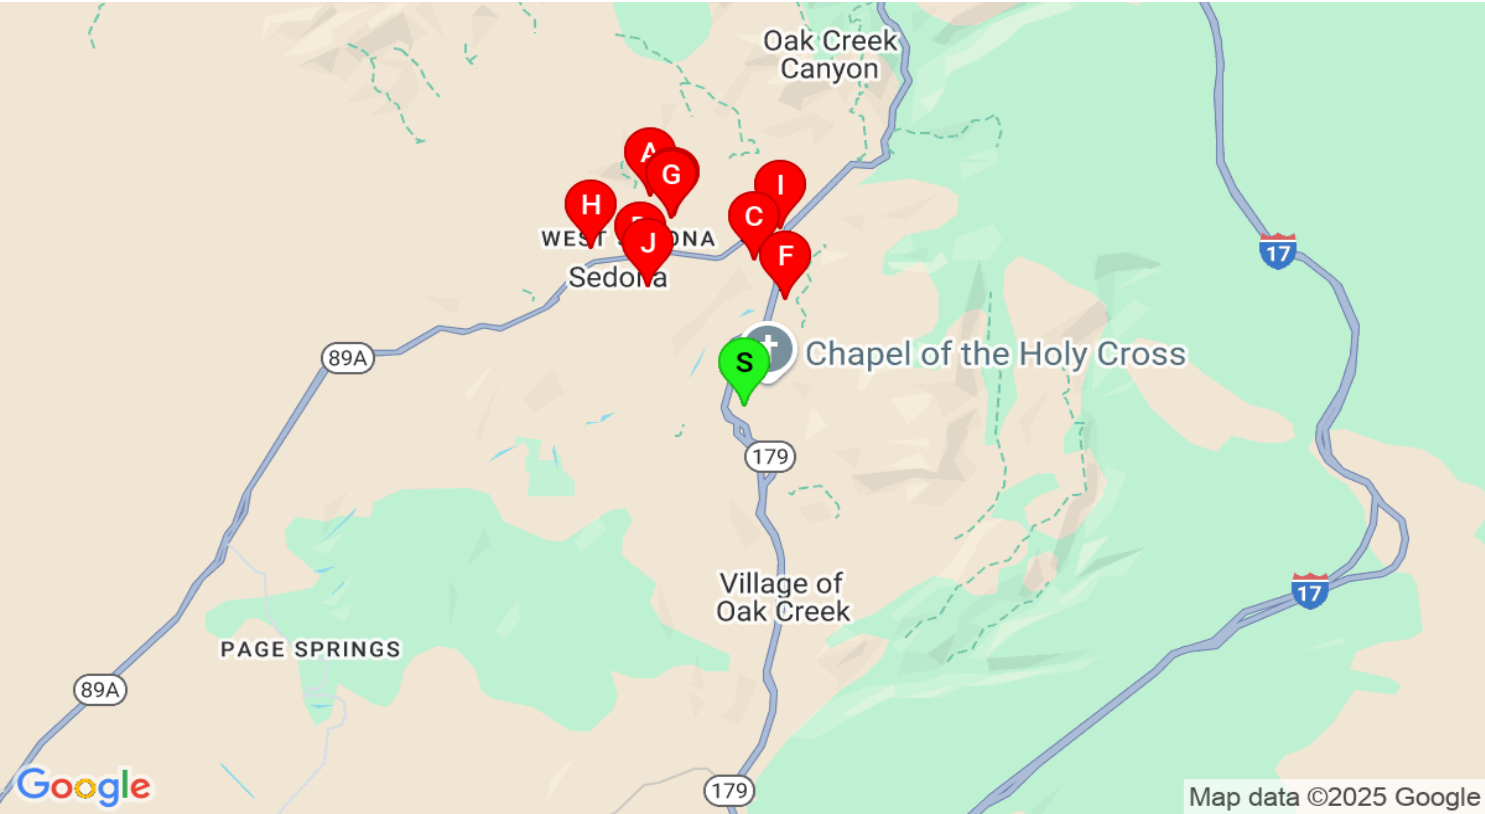 Oak Creek
Canyon
A
G
I
H
C
WEST
J
F
Sedona
17
89A
S
Chapel of the Holy Cross
179
Village of
Oak Creek
17
PAGE SPRINGS
89A
Google
179
Map data ©2025 Google